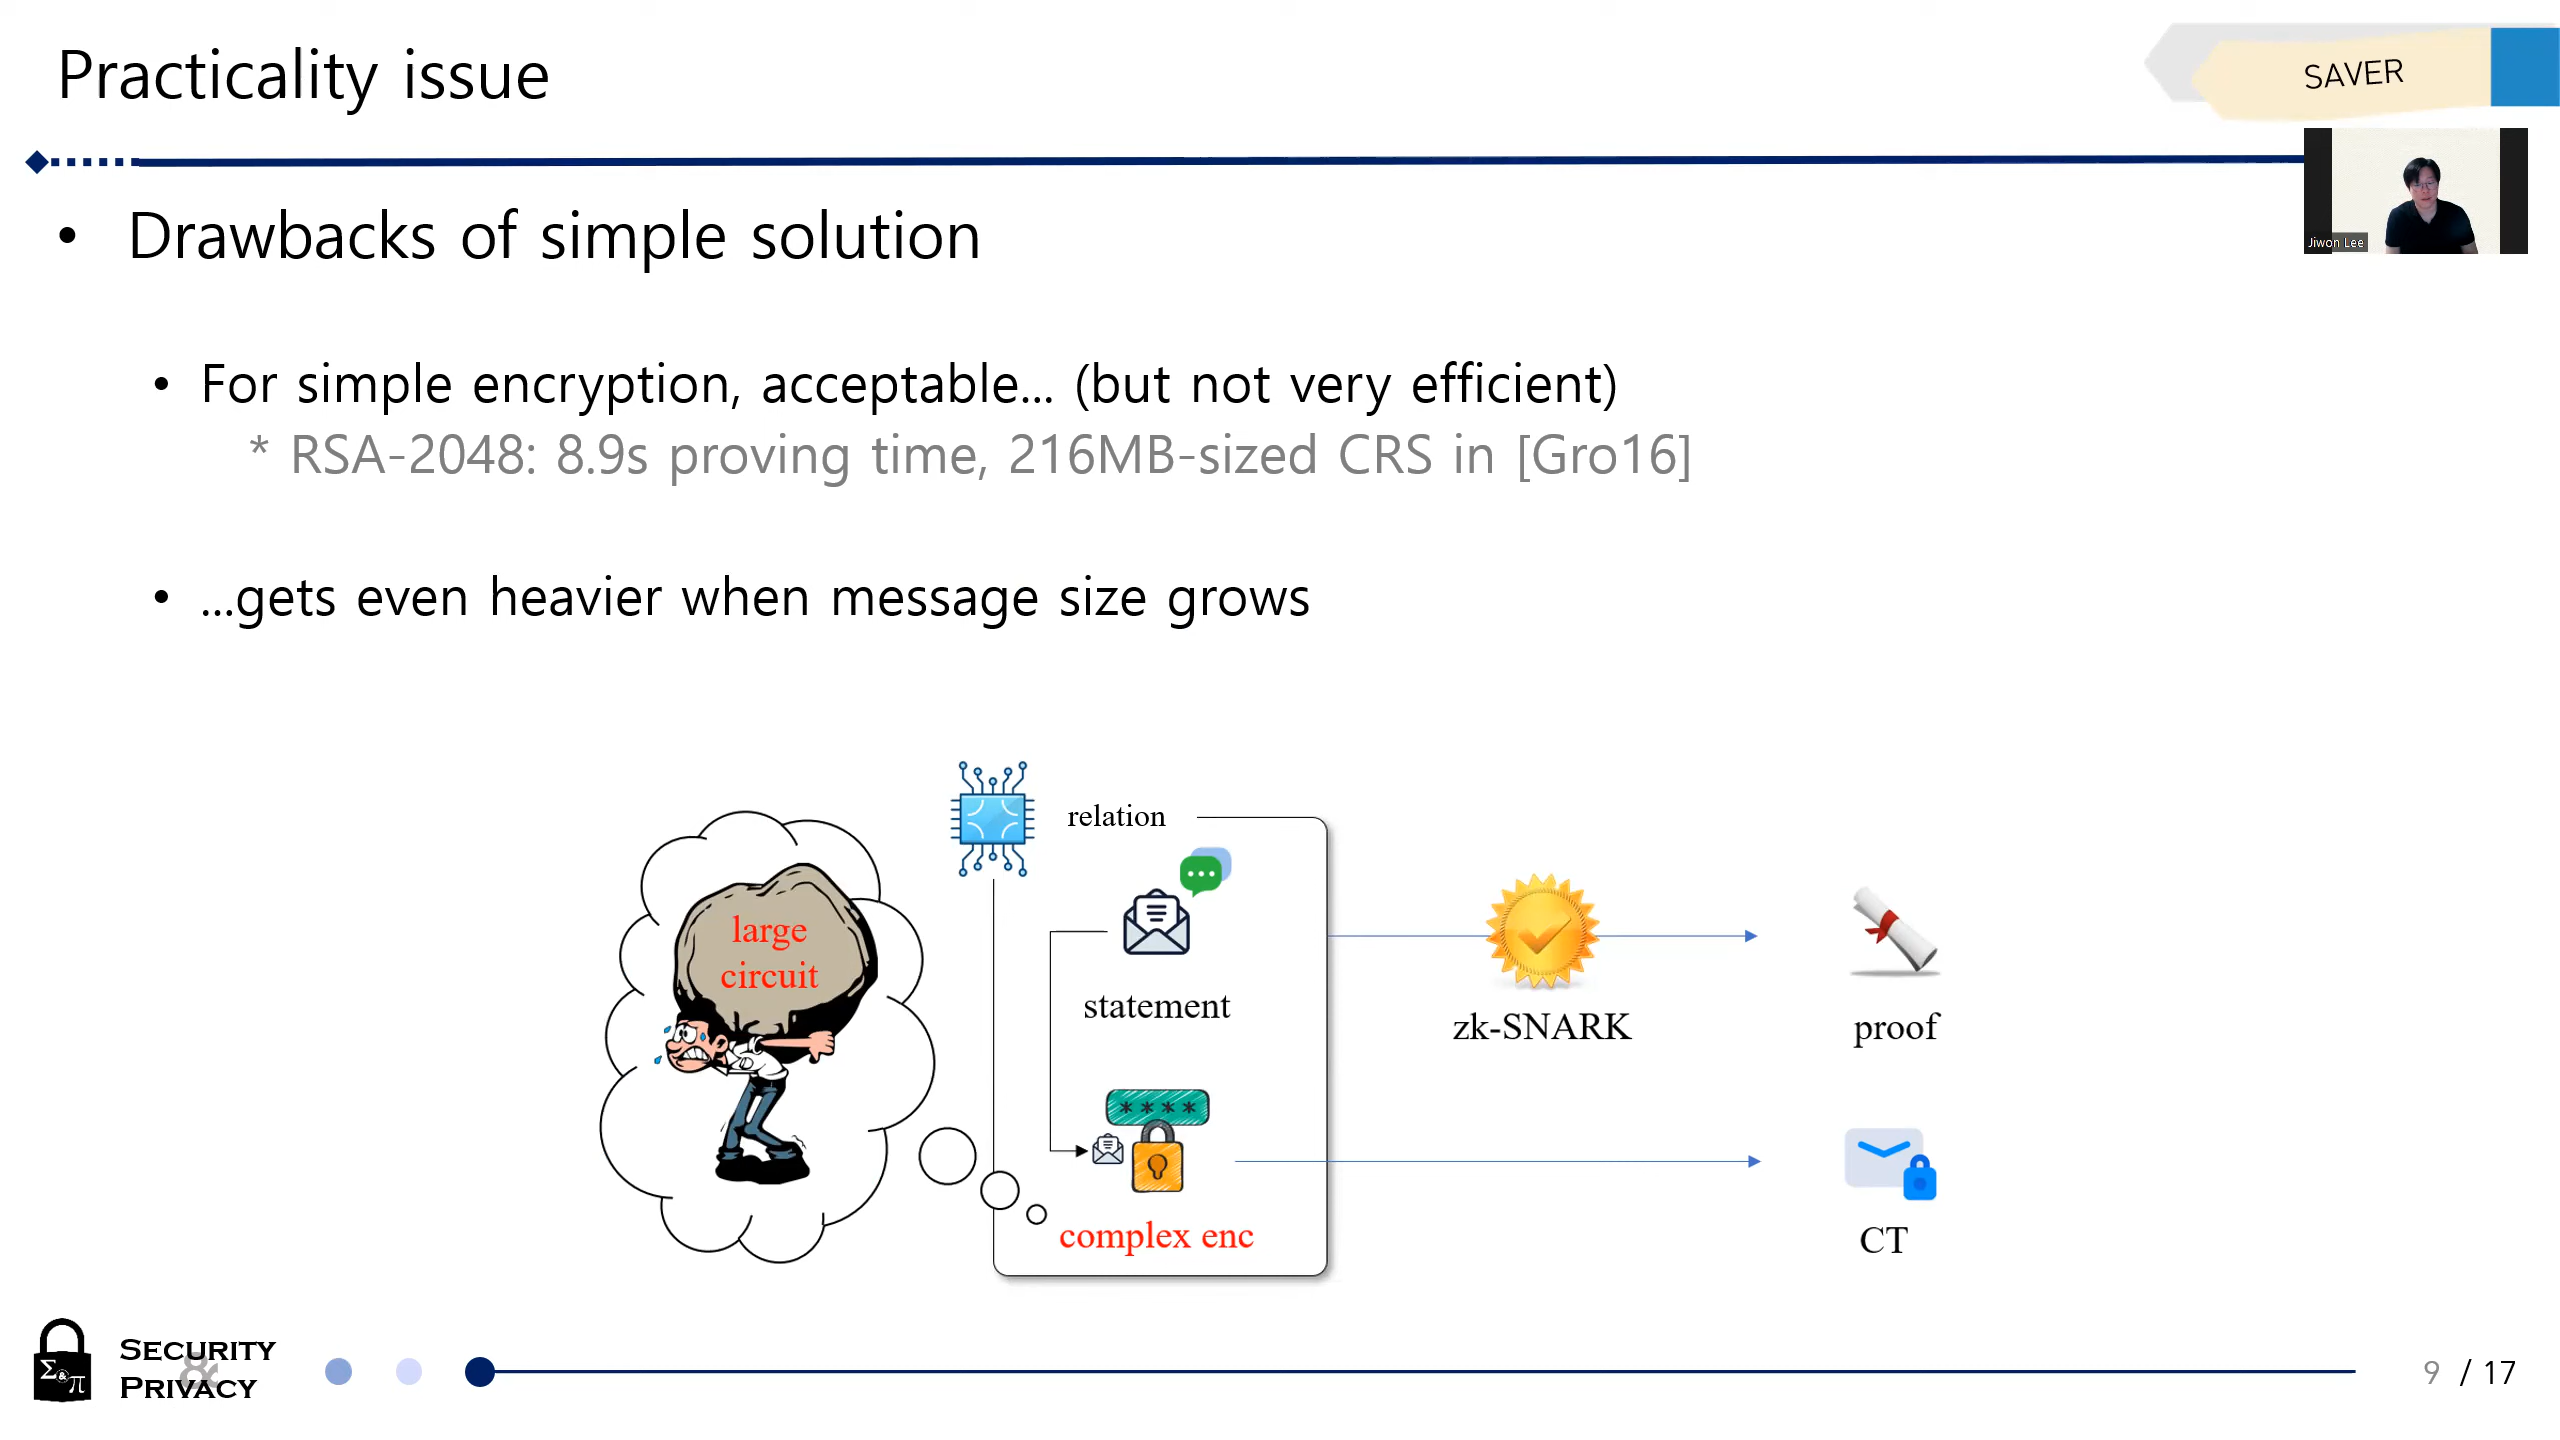 Practicality issue
SAVER
Jiwon Lee
• Drawbacks of simple solution
• For simple encryption, acceptable... (but not very efficient)
* RSA-2048: 8.9s proving time, 216MB-sized CRS in [Gro16]
• ...gets even heavier when message size grows
relation
large
circuit
statement
zk-SNARK
proof
****
complex enc
CT
Σ&π
SECURITY
&
PRIVACY
9 / 17